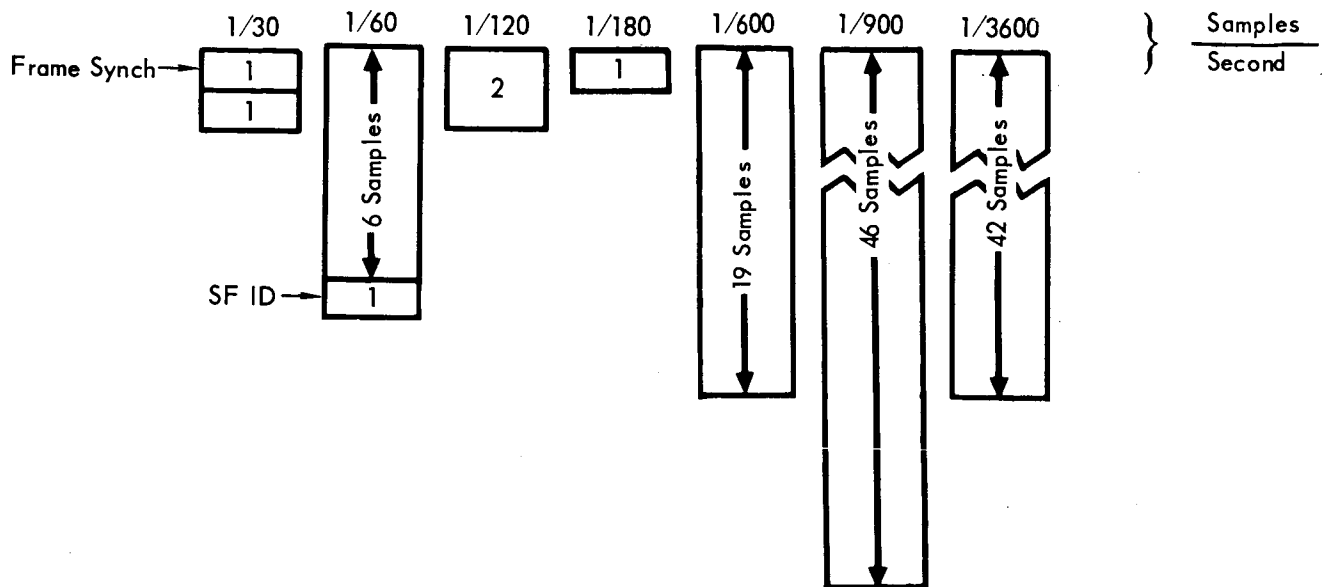 1/30 1/60 1/120 1/180 1/600 1/900 1/3600 } Samples
Second
Frame Synch 1
1
6 Samples
2
1
19 Samples
46 Samples
42 Samples
SF ID 1